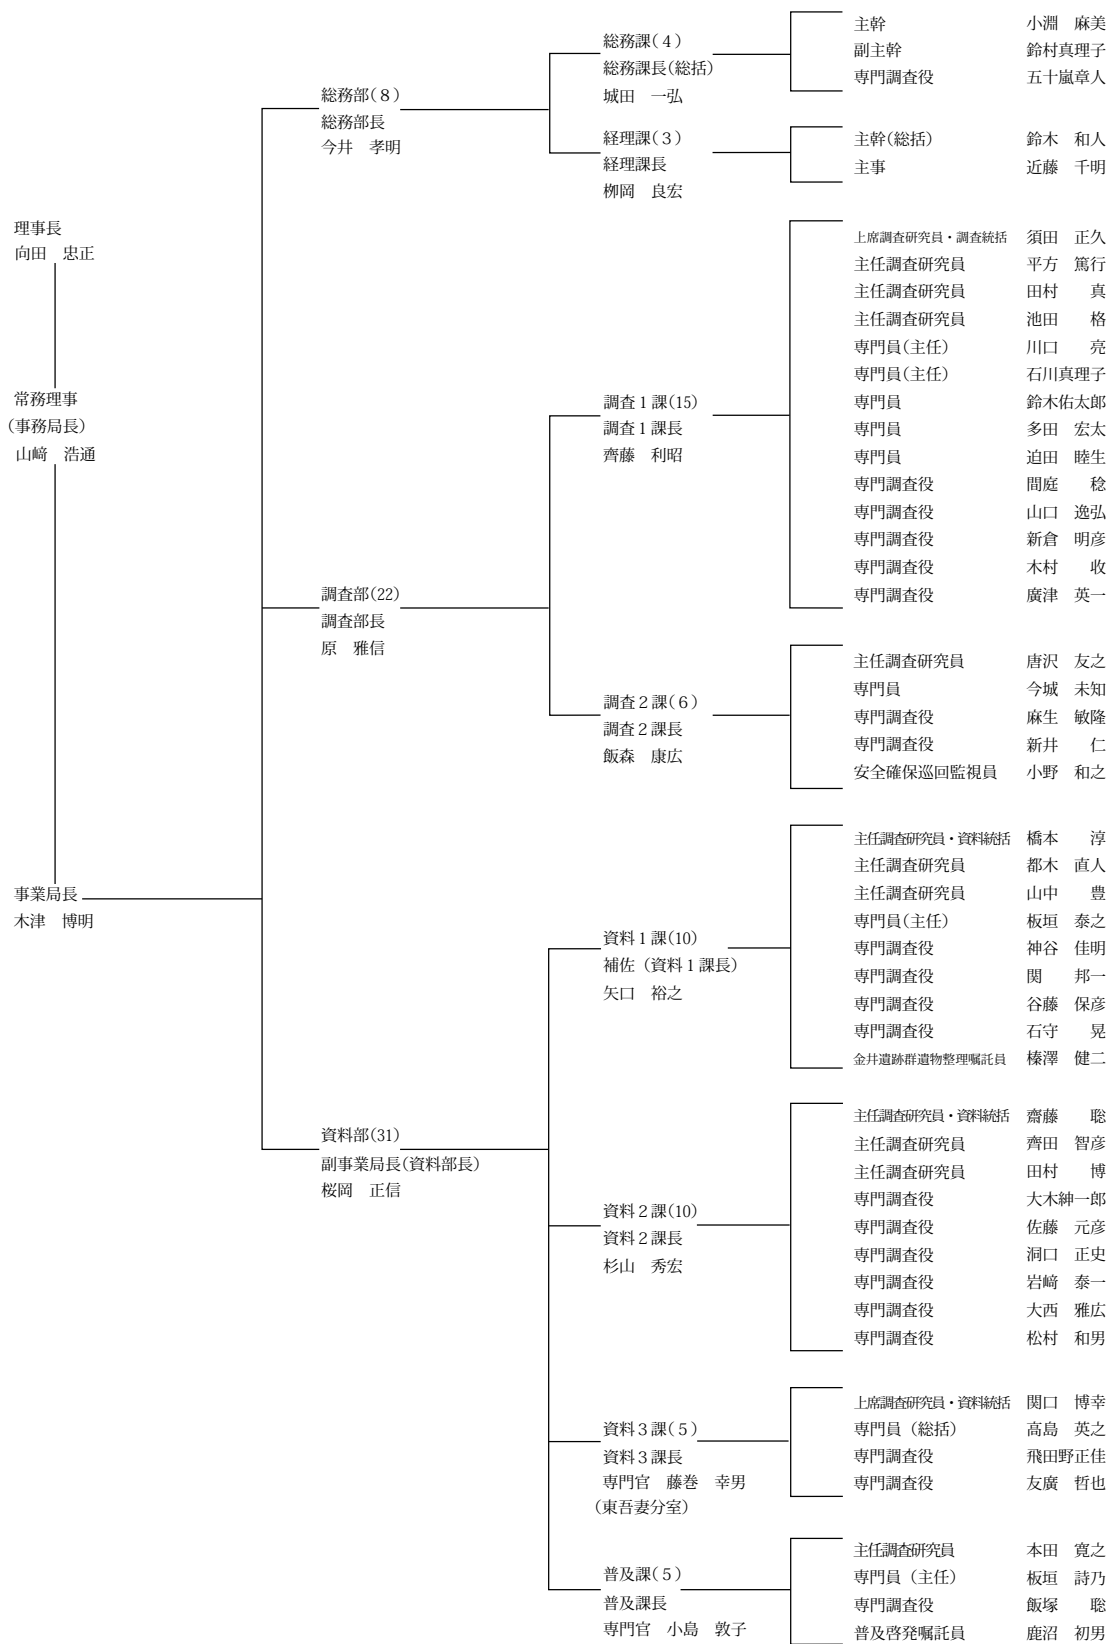 理事長
向田　忠正
常務理事
(事務局長)
山﨑　浩通
事業局長
木津　博明
総務部(８)
総務部長
今井　孝明
総務課(４)
総務課長(総括)
城田　一弘
主幹　小淵　麻美
副主幹　鈴村真理子
専門調査役　五十嵐章人
経理課(３)
経理課長
栁岡　良宏
主幹(総括)　鈴木　和人
主事　近藤　千明
調査部(22)
調査部長
原　雅信
調査１課(15)
調査１課長
齊藤　利昭
上席調査研究員・調査統括　須田　正久
主任調査研究員　平方　篤行
主任調査研究員　田村　　真
主任調査研究員　池田　　格
専門員(主任)　川口　　亮
専門員(主任)　石川真理子
専門員　鈴木佑太郎
専門員　多田　宏太
専門員　迫田　睦生
専門調査役　間庭　　稔
専門調査役　山口　逸弘
専門調査役　新倉　明彦
専門調査役　木村　　收
専門調査役　廣津　英一
調査２課(６)
調査２課長
飯森　康広
主任調査研究員　唐沢　友之
専門員　今城　未知
専門調査役　麻生　敏隆
専門調査役　新井　　仁
安全確保巡回監視員　小野　和之
資料部(31)
副事業局長(資料部長)
桜岡　正信
資料１課(10)
補佐（資料１課長）
矢口　裕之
主任調査研究員・資料統括　橋本　　淳
主任調査研究員　都木　直人
主任調査研究員　山中　　豊
専門員(主任)　板垣　泰之
専門調査役　神谷　佳明
専門調査役　関　　邦一
専門調査役　谷藤　保彦
専門調査役　石守　　晃
金井遺跡群遺物整理嘱託員　榛澤　健二
資料２課(10)
資料２課長
杉山　秀宏
主任調査研究員・資料統括　齋藤　　聡
主任調査研究員　齊田　智彦
主任調査研究員　田村　　博
専門調査役　大木紳一郎
専門調査役　佐藤　元彦
専門調査役　洞口　正史
専門調査役　岩﨑　泰一
専門調査役　大西　雅広
専門調査役　松村　和男
資料３課(５)
資料３課長
専門官　藤巻　幸男
(東吾妻分室)
上席調査研究員・資料統括　関口　博幸
専門員（総括）　高島　英之
専門調査役　飛田野正佳
専門調査役　友廣　哲也
普及課(５)
普及課長
専門官　小島　敦子
主任調査研究員　本田　寛之
専門員（主任）　板垣　詩乃
専門調査役　飯塚　　聡
普及啓発嘱託員　鹿沼　初男